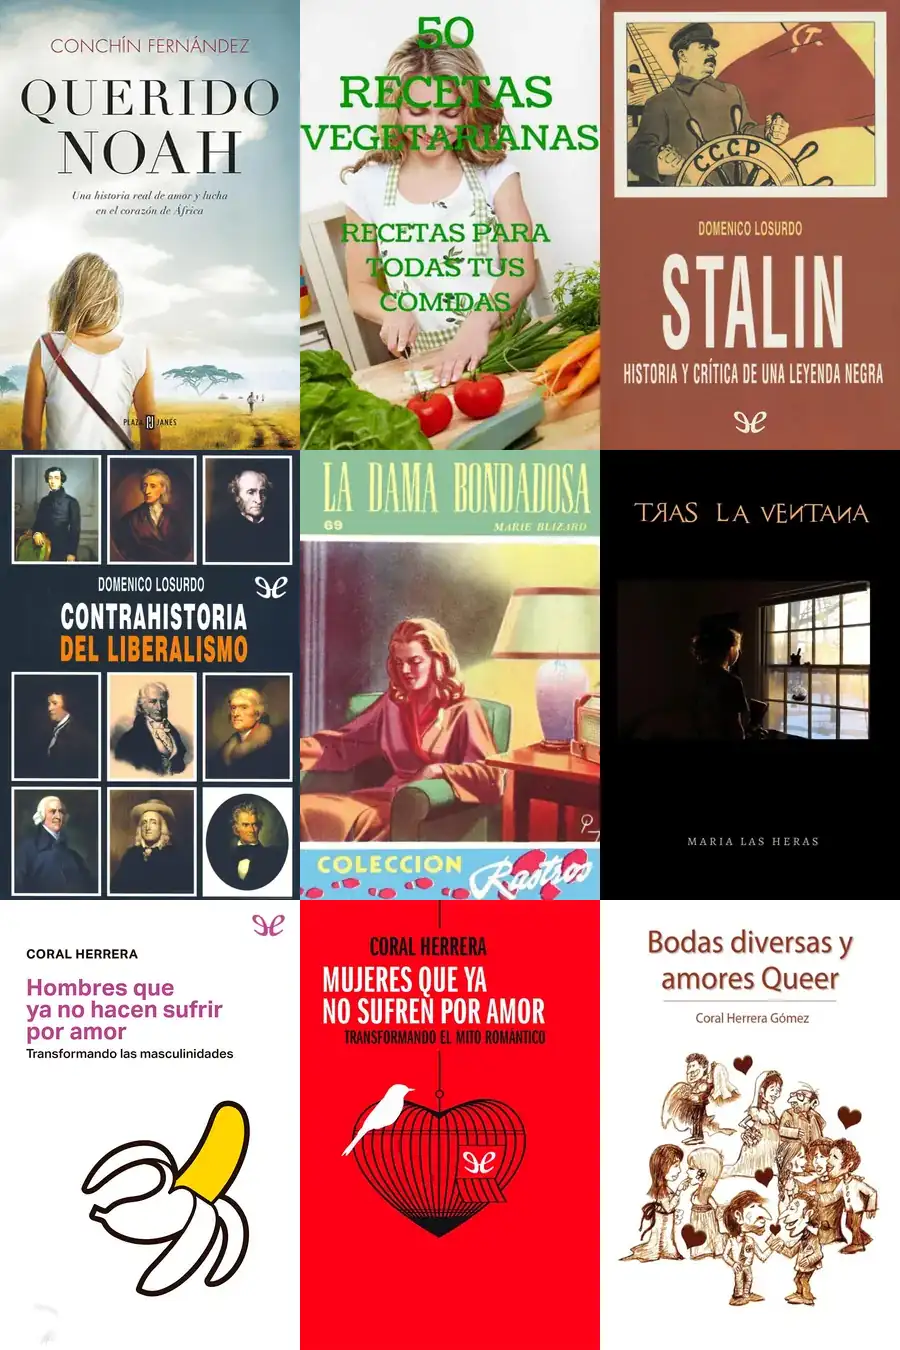 CONCHÍN FERNÁNDEZ
QUERIDO
NOAH
Una historia real de amor y lucha
en el corazón de África
PLAZA JANÉS
50
RECETAS
VEGETARIANAS
RECETAS PARA
TODAS TUS
COMIDAS
CCCP
DOMENICO LOSURDO
STALIN
HISTORIA Y CRÍTICA DE UNA LEYENDA NEGRA
DOMENICO LOSURDO
CONTRAHISTORIA
DEL LIBERALISMO
LA DAMA BONDADOSA
69
MARIE BLIZARD
COLECCION
Rastros
TRAS LA VENTANA
MARIA LAS HERAS
CORAL HERRERA
Hombres que
ya no hacen sufrir
por amor
Transformando las masculinidades
CORAL HERRERA
MUJERES QUE YA
NO SUFREN POR AMOR
TRANSFORMANDO EL MITO ROMÁNTICO
Bodas diversas y
amores Queer
Coral Herrera Gómez